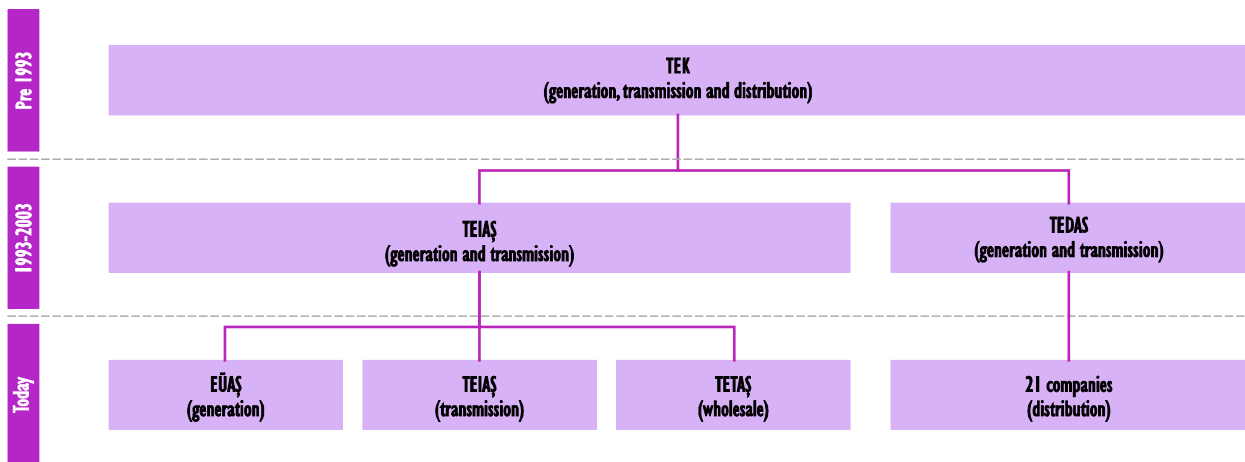 Pre 1993
TEK
(generation, transmission and distribution)
1993-2003
TEIAŞ
(generation and transmission)
TEDAS
(generation and transmission)
Today
EÜAŞ
(generation)
TEIAŞ
(transmission)
TETAŞ
(wholesale)
21 companies
(distribution)